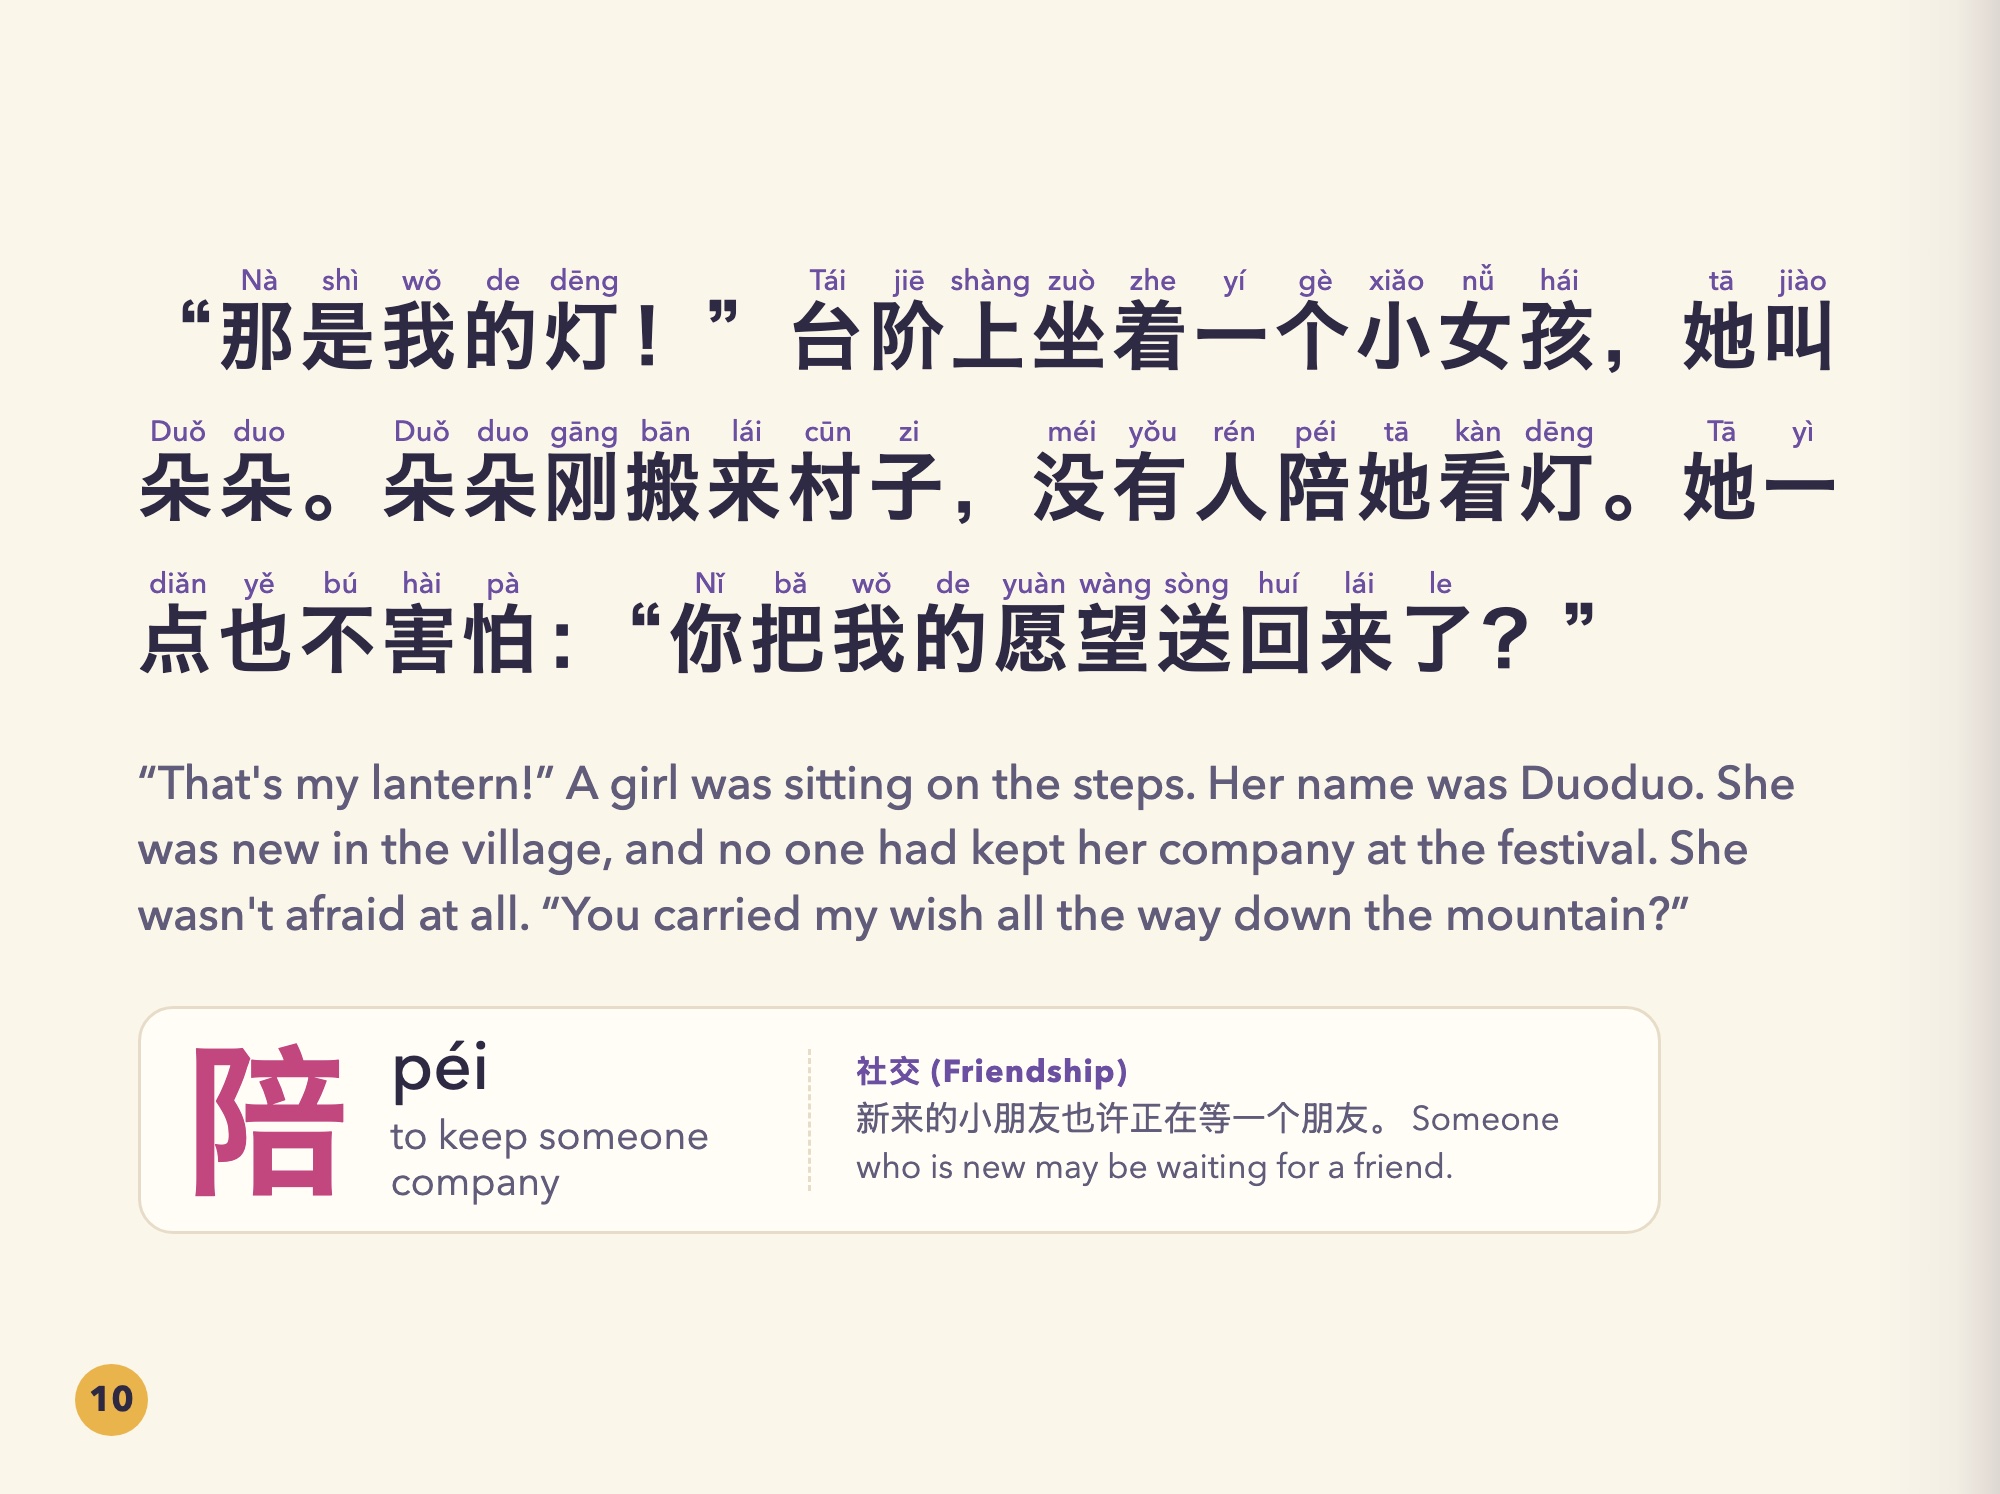 Nà shì wǒ de dēng Tái jiē shàng zuò zhe yí gè xiǎo nǚ hái tā jiào
“那是我的灯！” 台阶上坐着一个小女孩，她叫
Duǒ duo Duǒ duo gāng bān lái cūn zi méi yǒu rén péi tā kàn dēng Tā yì
朵朵。朵朵刚搬来村子，没有人陪她看灯。她一
diǎn yě bú hài pà Nǐ bǎ wǒ de yuàn wàng sòng huí lái le
点也不害怕：“你把我的愿望送回来了？”
“That's my lantern!” A girl was sitting on the steps. Her name was Duoduo. She
was new in the village, and no one had kept her company at the festival. She
wasn't afraid at all. “You carried my wish all the way down the mountain?”
陪
péi
to keep someone
company
社交 (Friendship)
新来的小朋友也许正在等一个朋友。 Someone
who is new may be waiting for a friend.
10